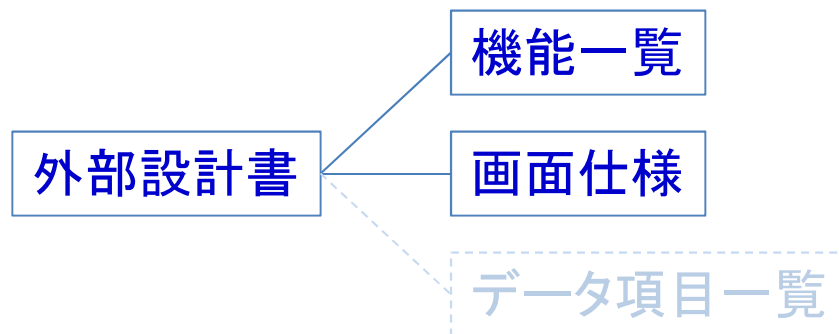 機能一覧
外部設計書
画面仕様
データ項目一覧